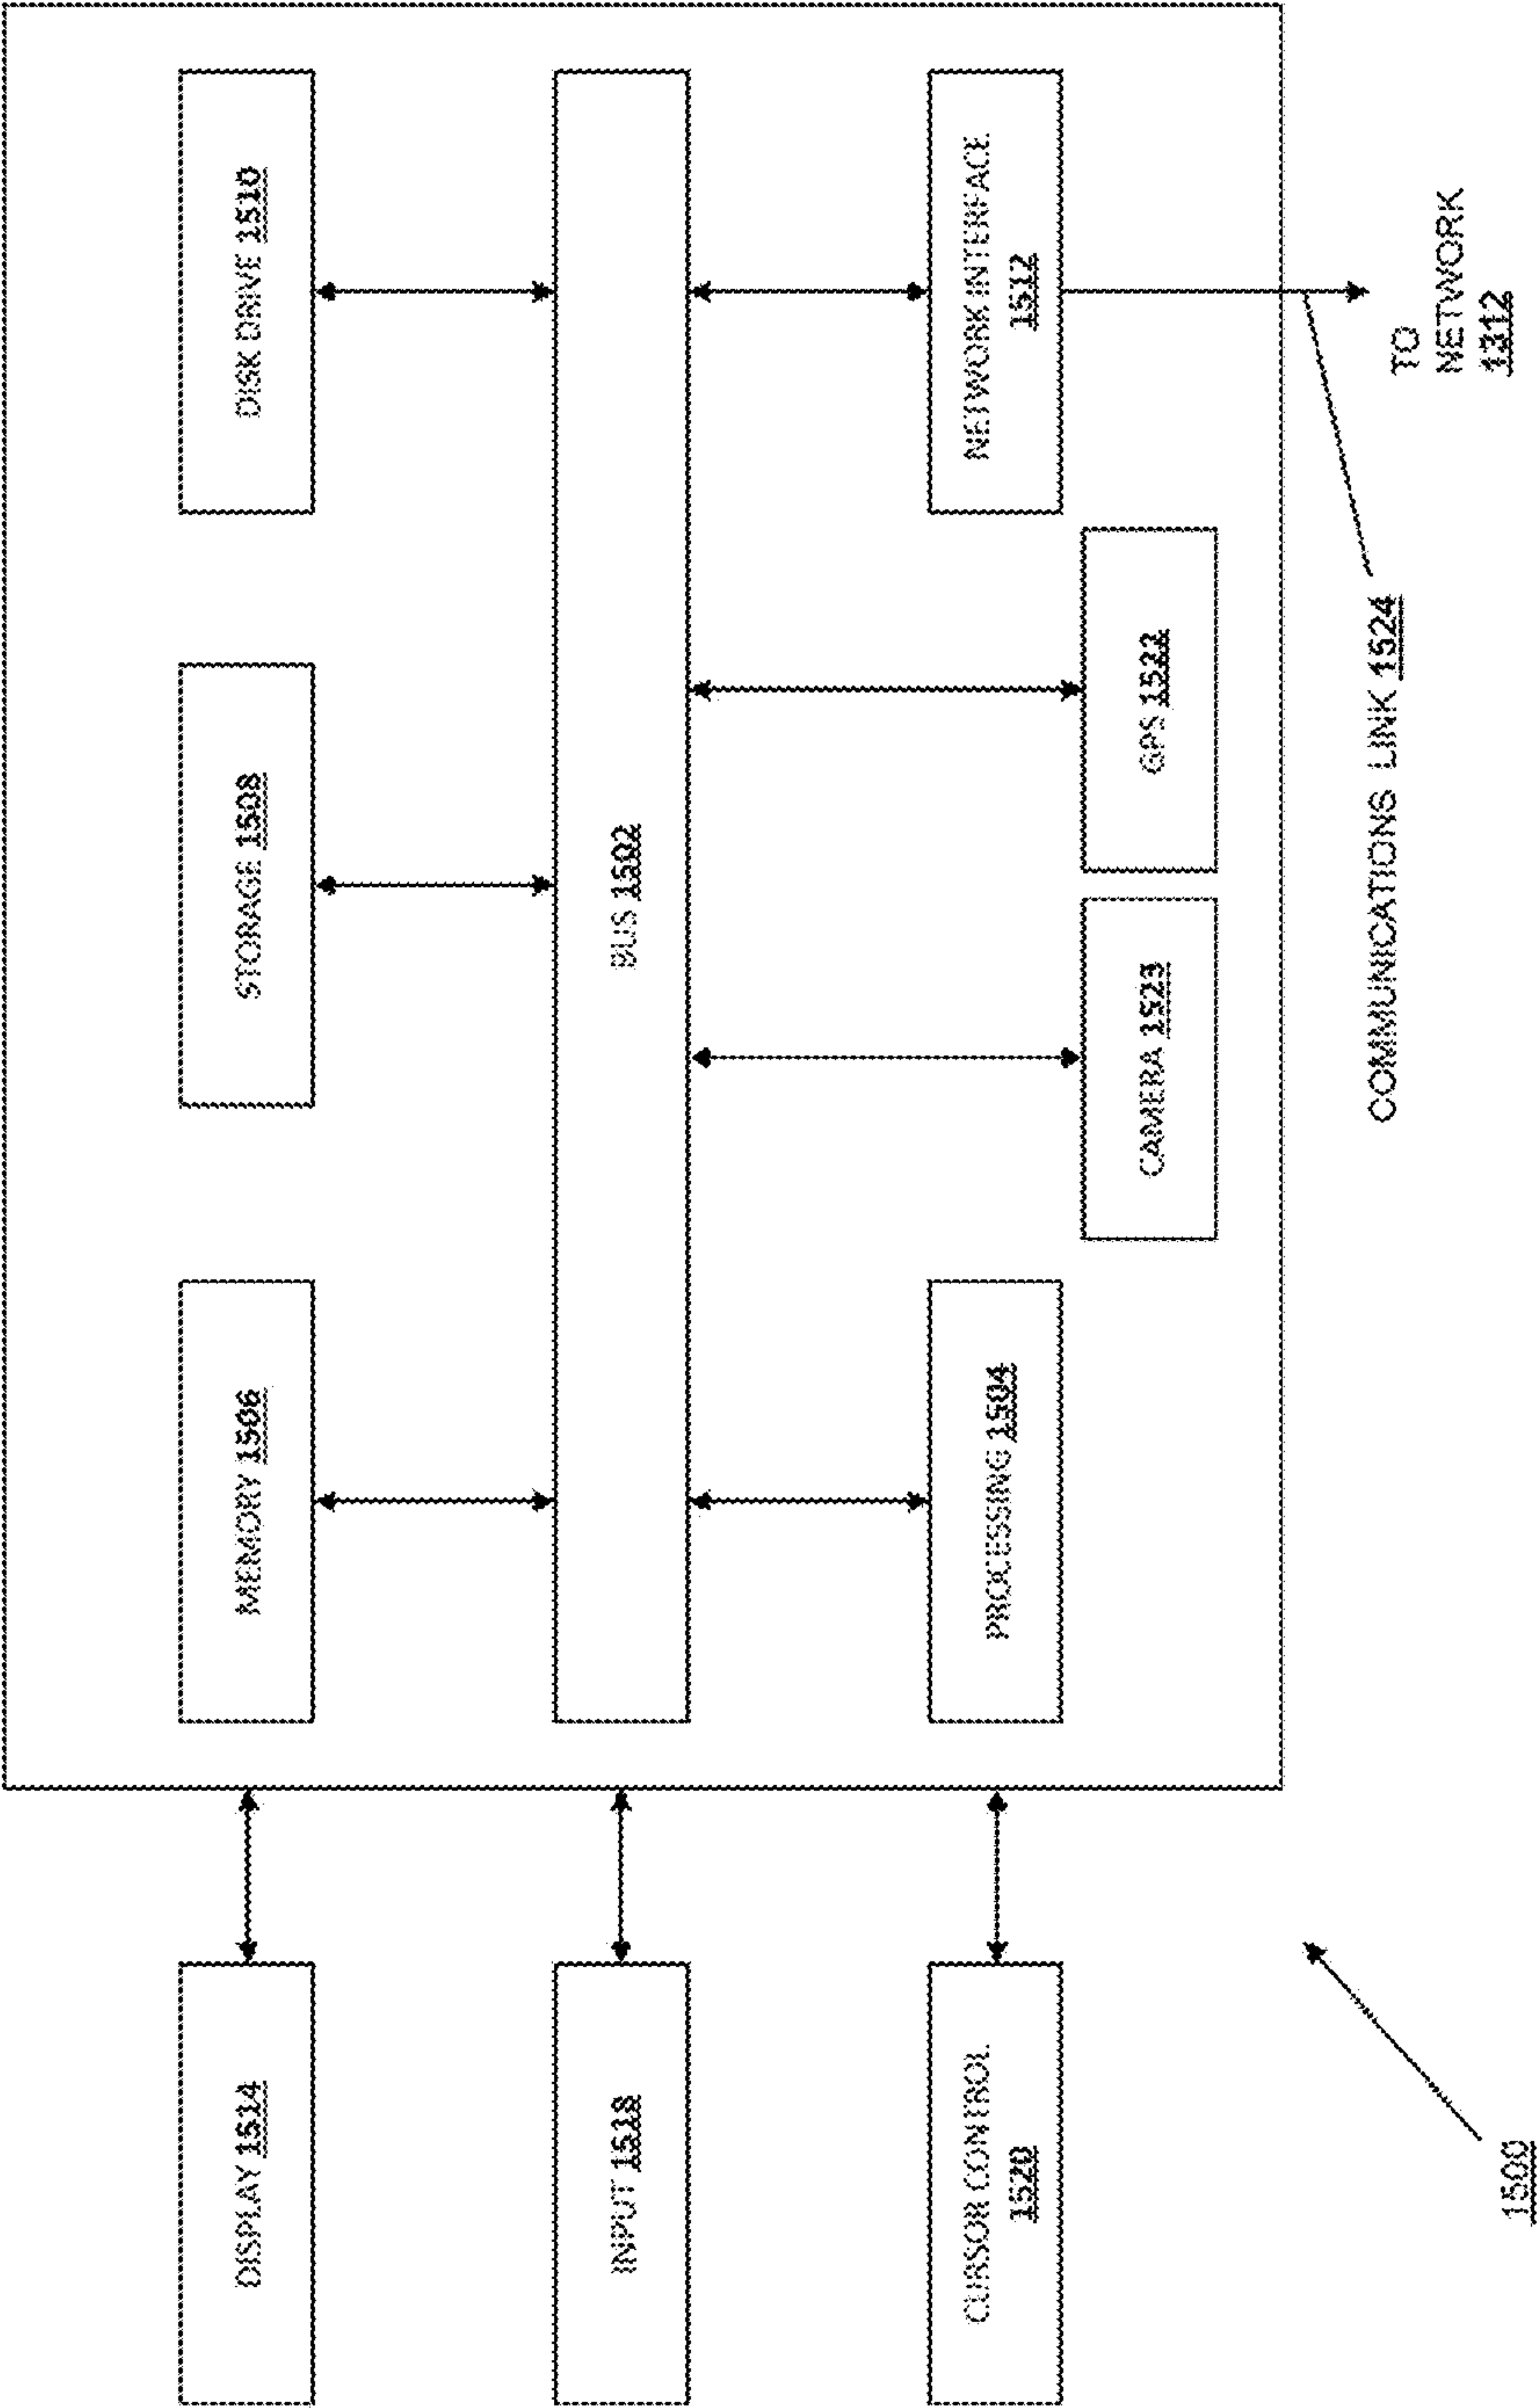 DISPLAY 1514
MEMORY 1506
STORAGE 1508
DISK DRIVE 1510
INPUT 1518
BUS 1502
CURSOR CONTROL
1520
PROCESSING 1504
NETWORK INTERFACE
1512
CAMERA 1523
GPS 1522
COMMUNICATIONS LINK 1524
TO
NETWORK
1312
1500